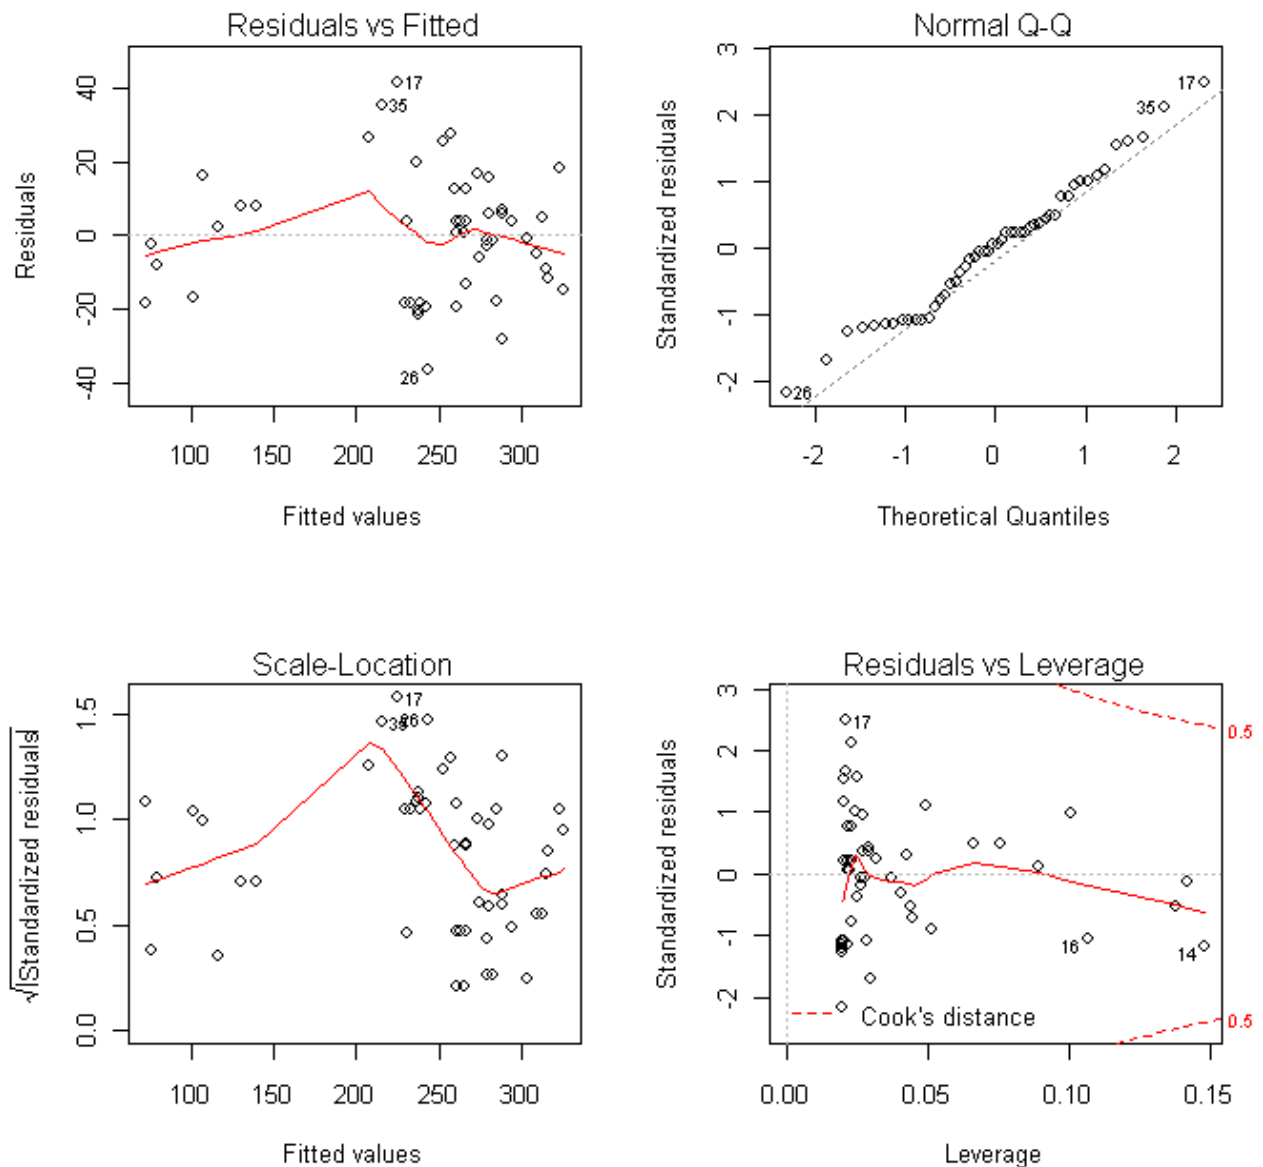 Residuals vs Fitted
Residuals
40
20
0
-20
-40
17
35
26
100 150 200 250 300
Fitted values
Normal Q-Q
Standardized residuals
3
2
1
0
-1
-2
17
35
26
-2 -1 0 1 2
Theoretical Quantiles
Scale-Location
√|Standardized residuals|
1.5
1.0
0.5
0.0
17
35
26
100 150 200 250 300
Fitted values
Residuals vs Leverage
Standardized residuals
3
2
1
0
-1
-2
17
0.5
16
14
Cook's distance
0.5
0.00 0.05 0.10 0.15
Leverage